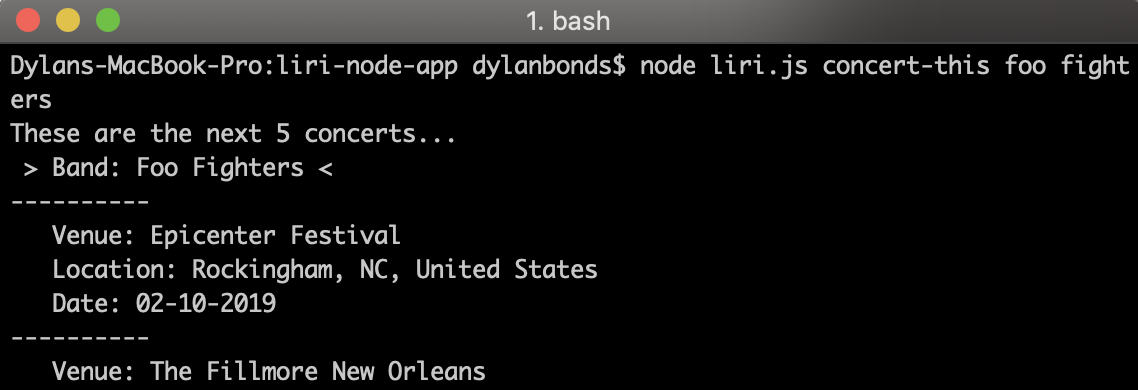 1. bash
Dylans-MacBook-Pro:liri-node-app dylanbonds$ node liri.js concert-this foo fight
ers
These are the next 5 concerts...
 > Band: Foo Fighters <
----------
   Venue: Epicenter Festival
   Location: Rockingham, NC, United States
   Date: 02-10-2019
----------
   Venue: The Fillmore New Orleans